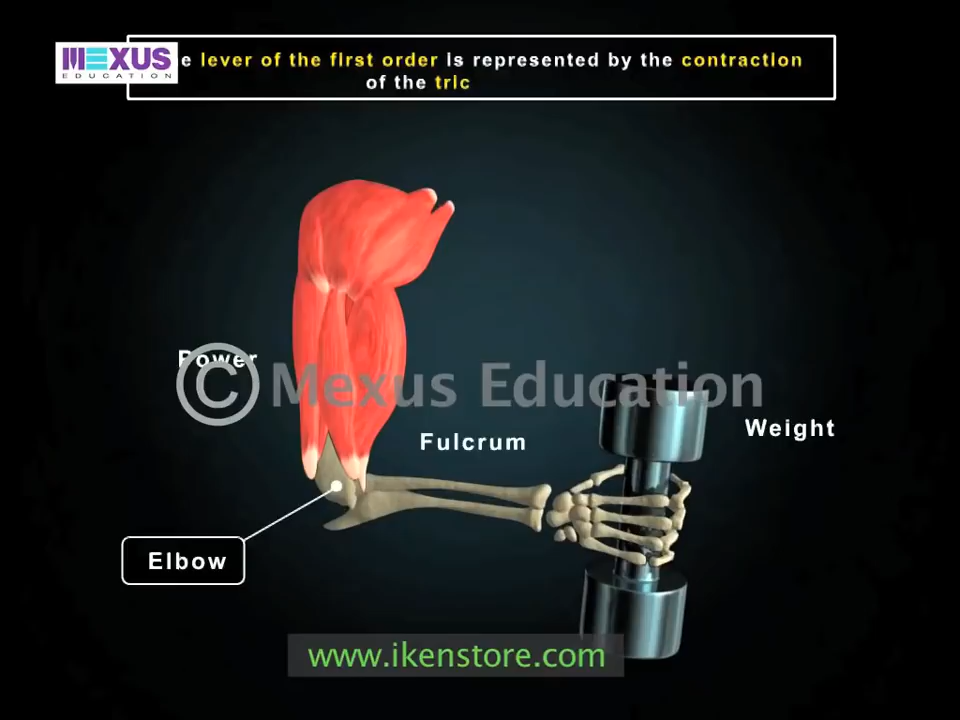 MEXUS
EDUCATION
e lever of the first order is represented by the contraction
of the tric
Power
© Mexus Education
Fulcrum
Weight
Elbow
www.ikenstore.com